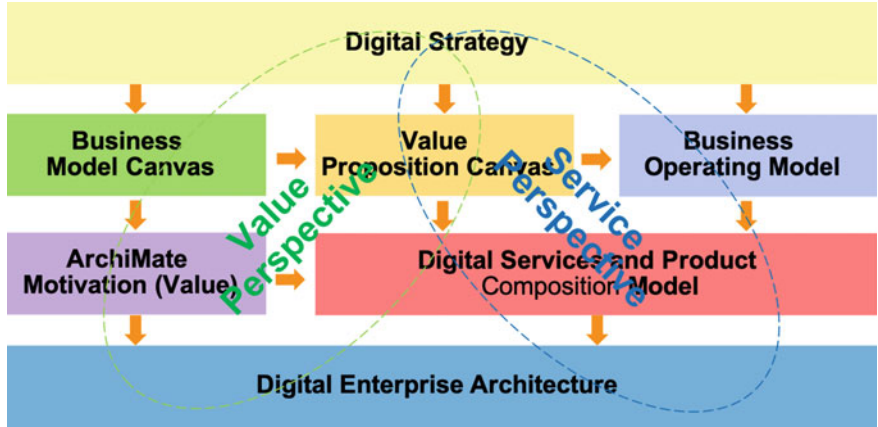 Digital Strategy
Business
Model Canvas
Value
Proposition Canvas
Business
Operating Model
Value
Perspective
Service
Perspective
ArchiMate
Motivation (Value)
Digital Services and Product
Composition Model
Digital Enterprise Architecture